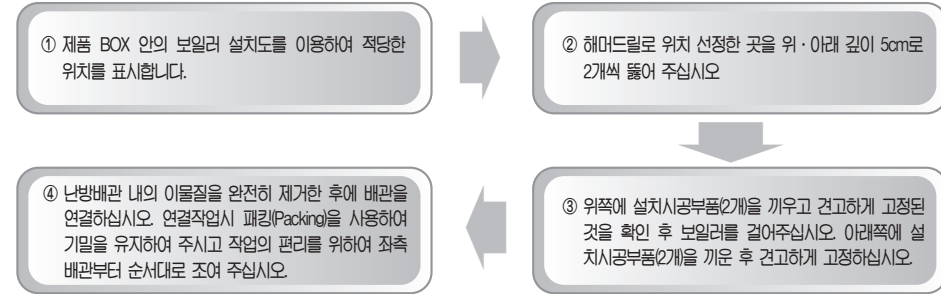 ① 제품 BOX 안의 보일러 설치도를 이용하여 적당한
위치를 표시합니다.
② 해머드릴로 위치 선정한 곳을 위·아래 깊이 5cm로
2개씩 뚫어 주십시오
③ 위쪽에 설치시공부품(2개)을 끼우고 견고하게 고정된
것을 확인 후 보일러를 걸어주십시오. 아래쪽에 설
치시공부품(2개)을 끼운 후 견고하게 고정하십시오.
④ 난방배관 내의 이물질을 완전히 제거한 후에 배관을
연결하십시오. 연결작업시 패킹(Packing)을 사용하여
기밀을 유지하여 주시고 작업의 편리를 위하여 좌측
배관부터 순서대로 조여 주십시오.